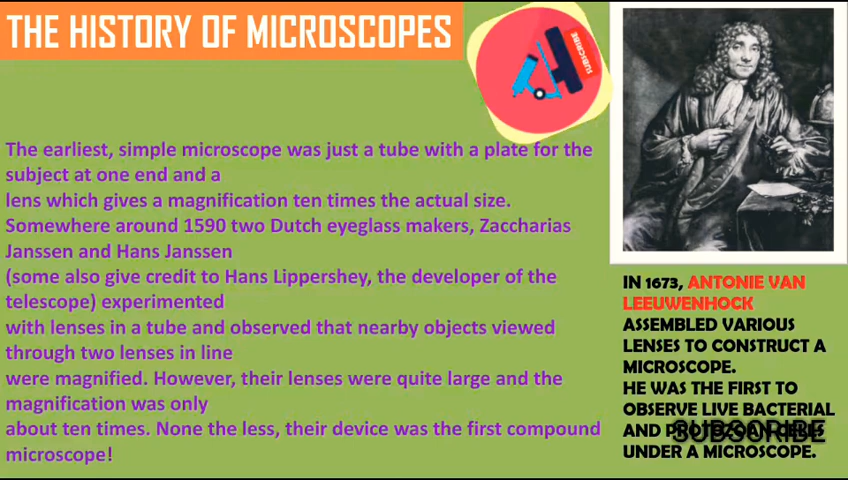 THE HISTORY OF MICROSCOPES
SUBSCRIBE
The earliest, simple microscope was just a tube with a plate for the
subject at one end and a
lens which gives a magnification ten times the actual size.
Somewhere around 1590 two Dutch eyeglass makers, Zaccharias
Janssen and Hans Janssen
(some also give credit to Hans Lippershey, the developer of the
telescope) experimented
with lenses in a tube and observed that nearby objects viewed
through two lenses in line
were magnified. However, their lenses were quite large and the
magnification was only
about ten times. None the less, their device was the first compound
microscope!
IN 1673, ANTONIE VAN
LEEUWENHOCK
ASSEMBLED VARIOUS
LENSES TO CONSTRUCT A
MICROSCOPE.
HE WAS THE FIRST TO
OBSERVE LIVE BACTERIAL
AND PROTOZOAN CELLS
UNDER A MICROSCOPE.
SUBSCRIBE